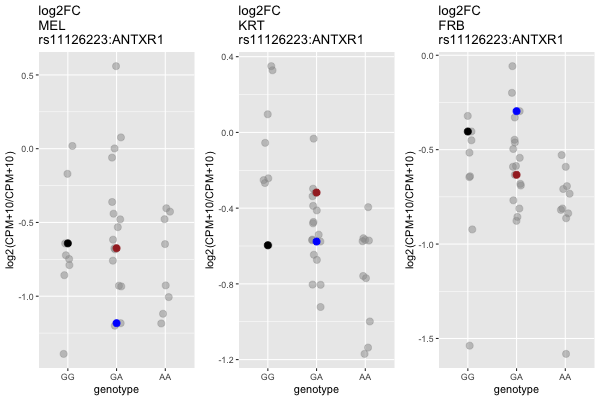 log2FC
MEL
rs11126223:ANTXR1
log2(CPM+10/CPM+10)
0.5
0.0
-0.5
-1.0
GG GA AA
genotype
log2FC
KRT
rs11126223:ANTXR1
log2(CPM+10/CPM+10)
0.4
0.0
-0.4
-0.8
-1.2
GG GA AA
genotype
log2FC
FRB
rs11126223:ANTXR1
log2(CPM+10/CPM+10)
0.0
-0.5
-1.0
-1.5
GG GA AA
genotype